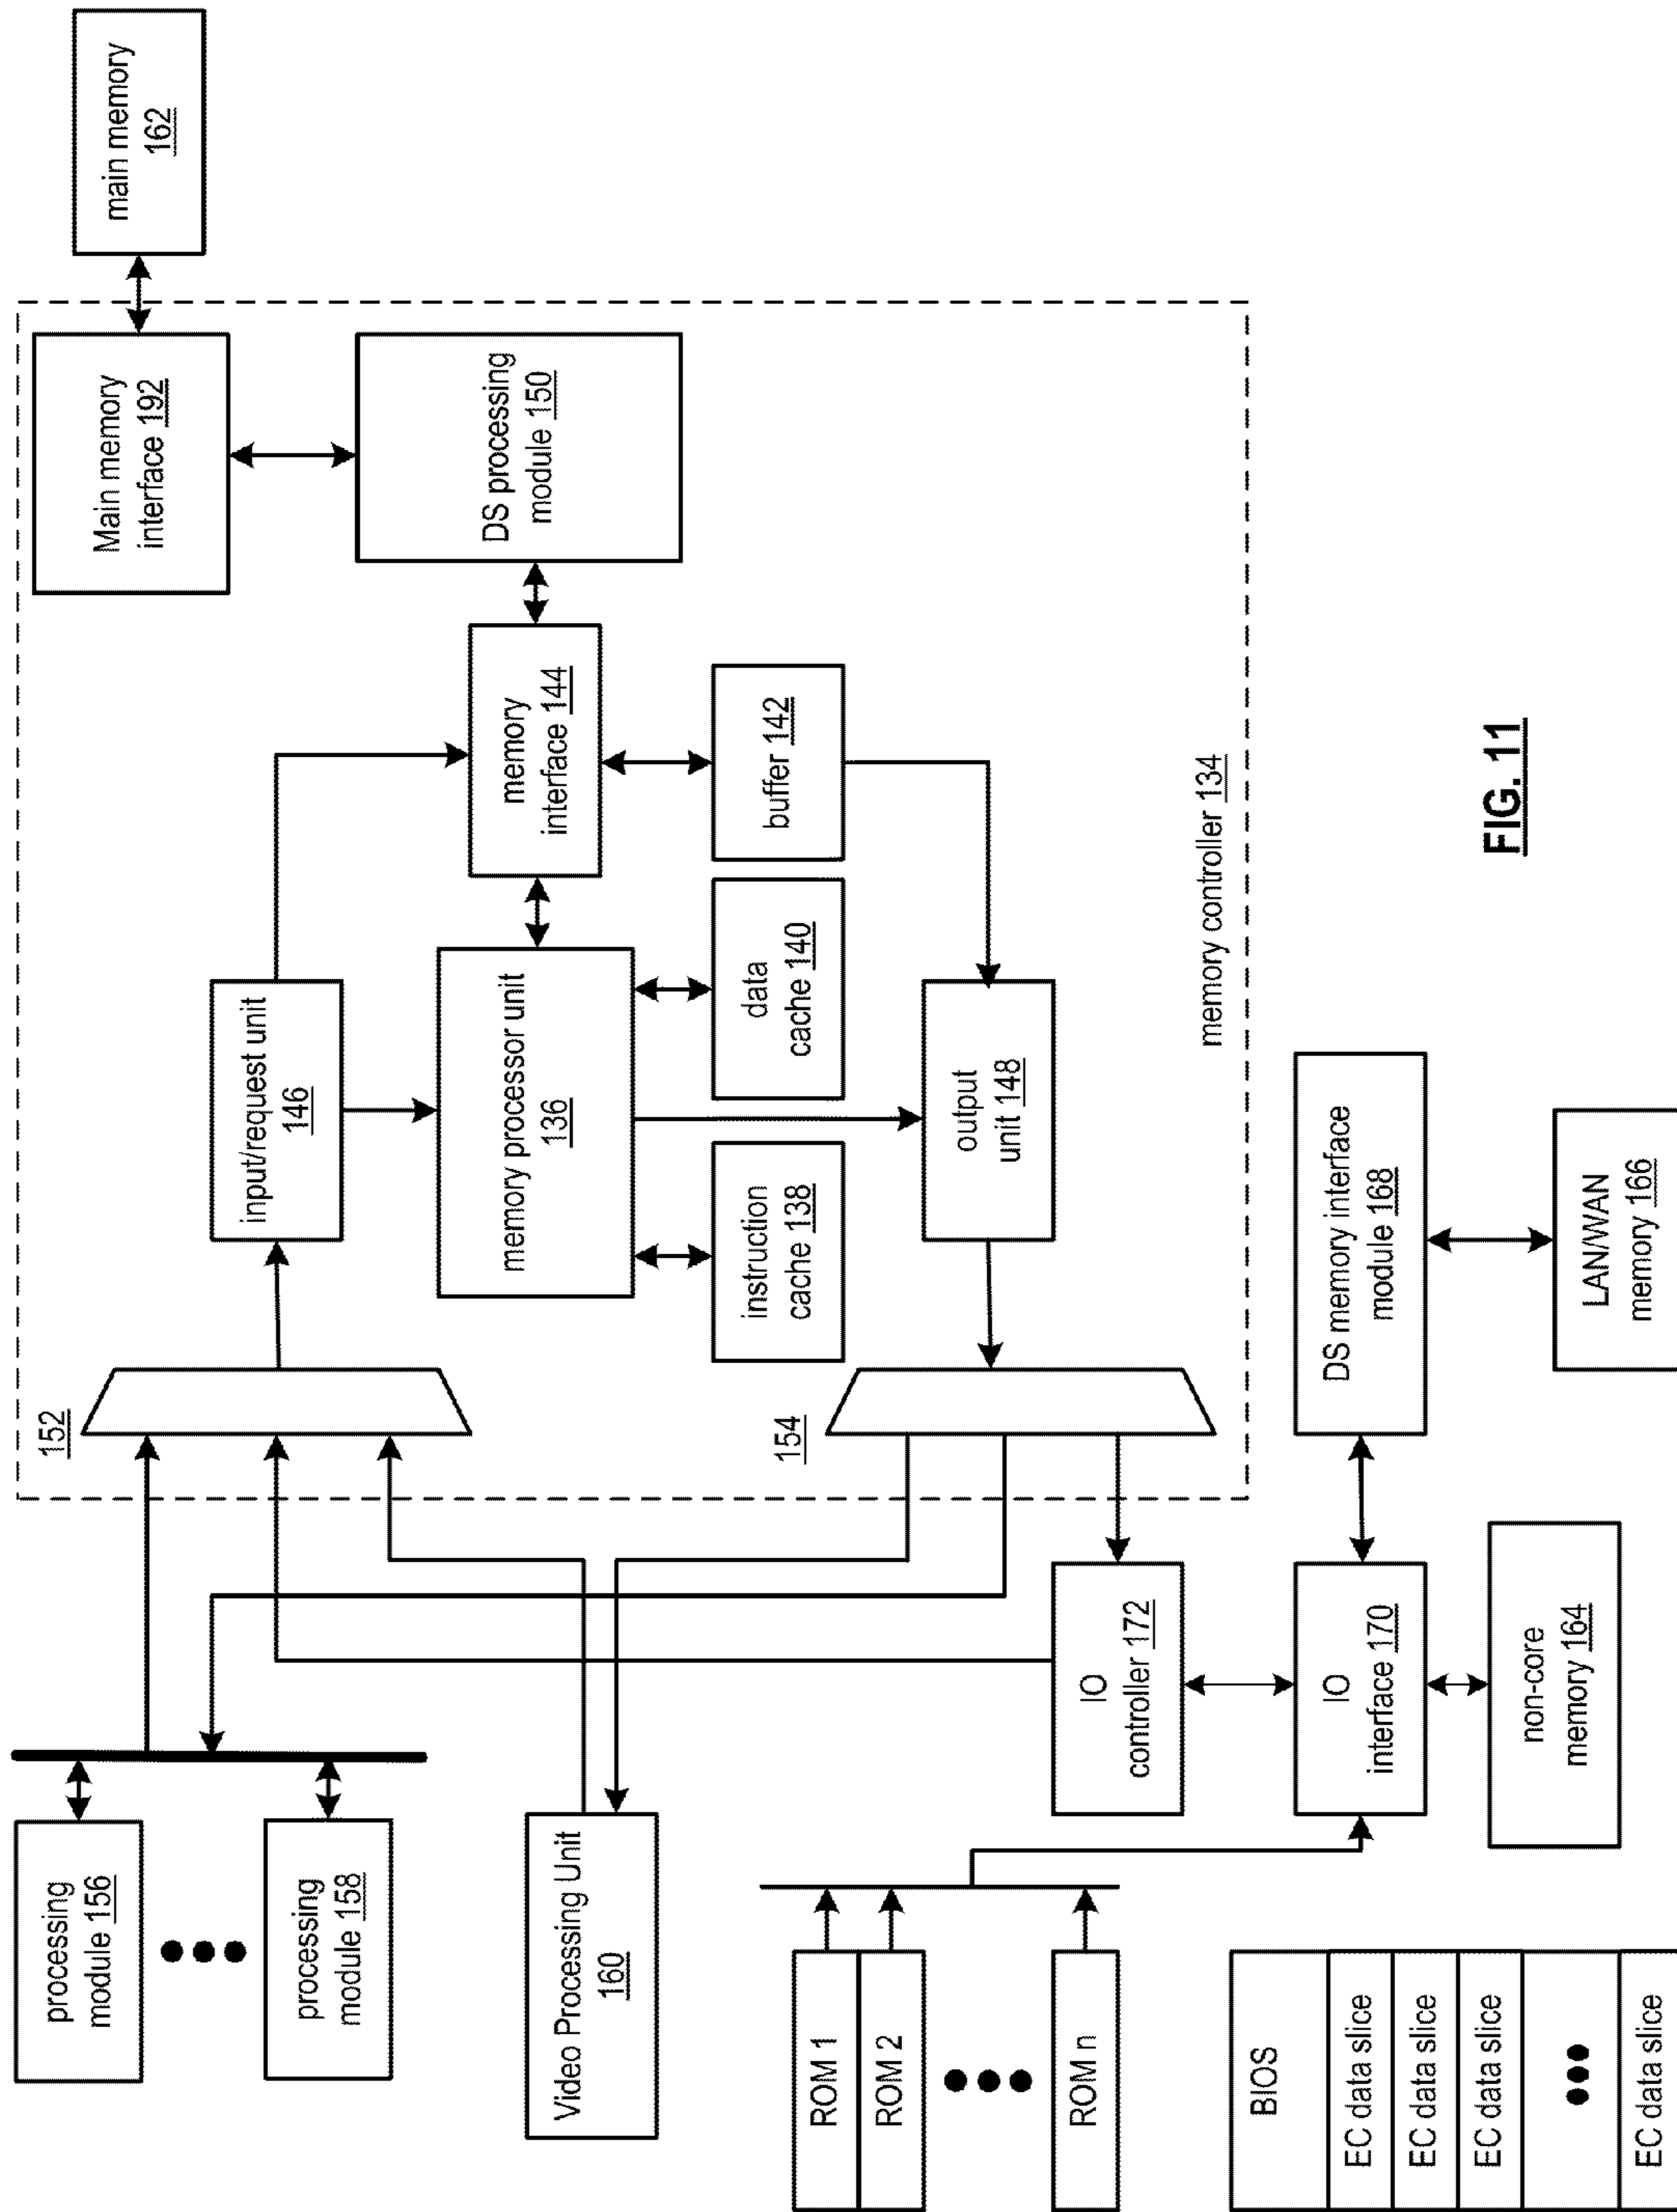 processing
module 156
processing
module 158
Video Processing Unit
160
ROM 1
ROM 2
ROM n
BIOS
EC data slice
EC data slice
EC data slice
EC data slice
IO
controller 172
IO
interface 170
non-core
memory 164
152
154
input/request unit
146
memory processor unit
136
instruction
cache 138
data
cache 140
output
unit 148
memory
interface 144
buffer 142
Main memory
interface 192
DS processing
module 150
main memory
162
memory controller 134
DS memory interface
module 168
LAN/WAN
memory 166
FIG. 11